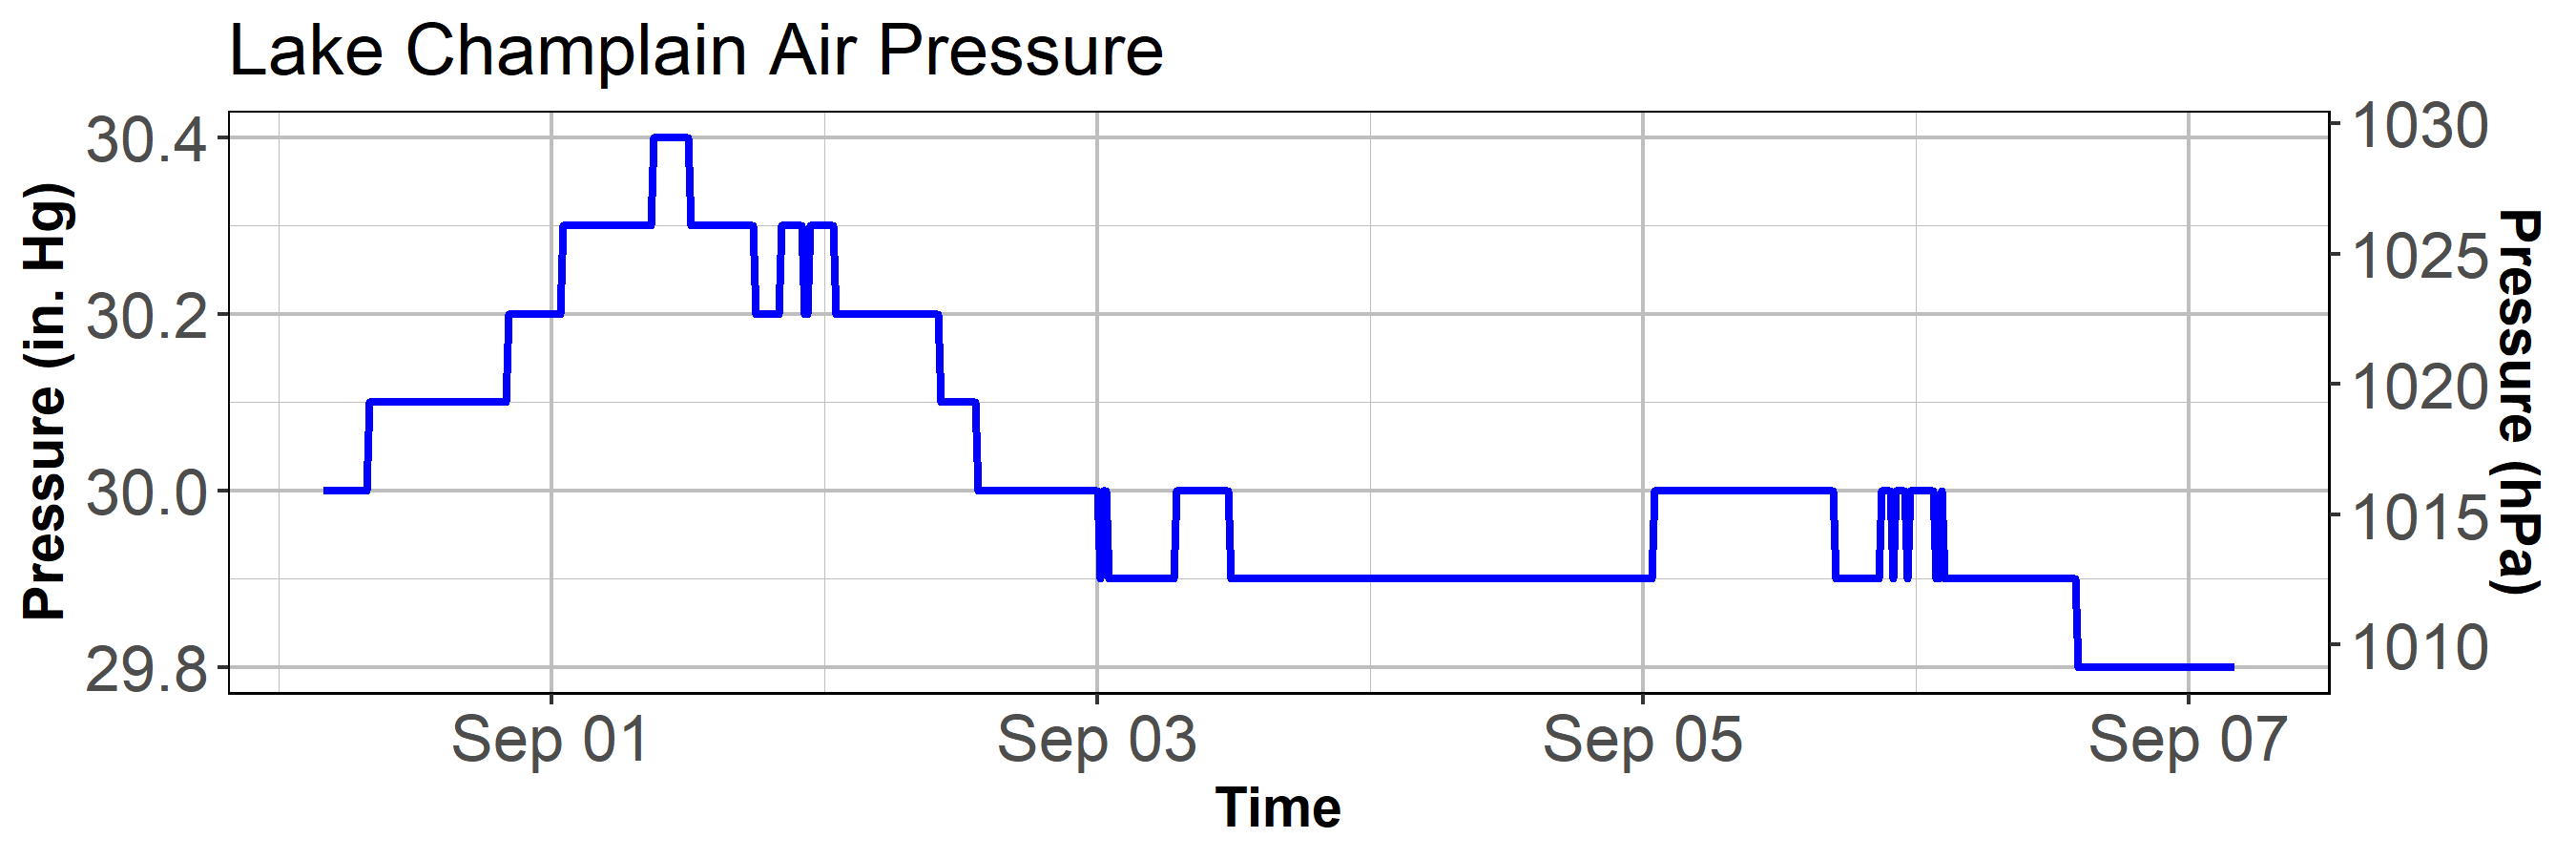 Lake Champlain Air Pressure
30.4
30.2
30.0
29.8
Pressure (in. Hg)
1030
1025
1020
1015
1010
Pressure (hPa)
Sep 01
Sep 03
Sep 05
Sep 07
Time